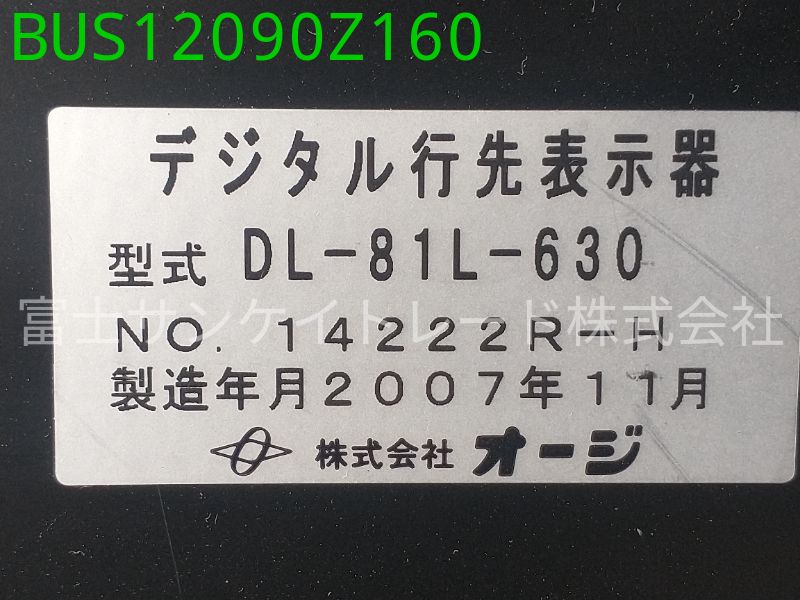 BUS12090Z160
デジタル行先表示器
型式 DL-81L-630
富士サンケイトレード株式会社
NO. 14222R-H
製造年月2007年11月
株式会社 オージ